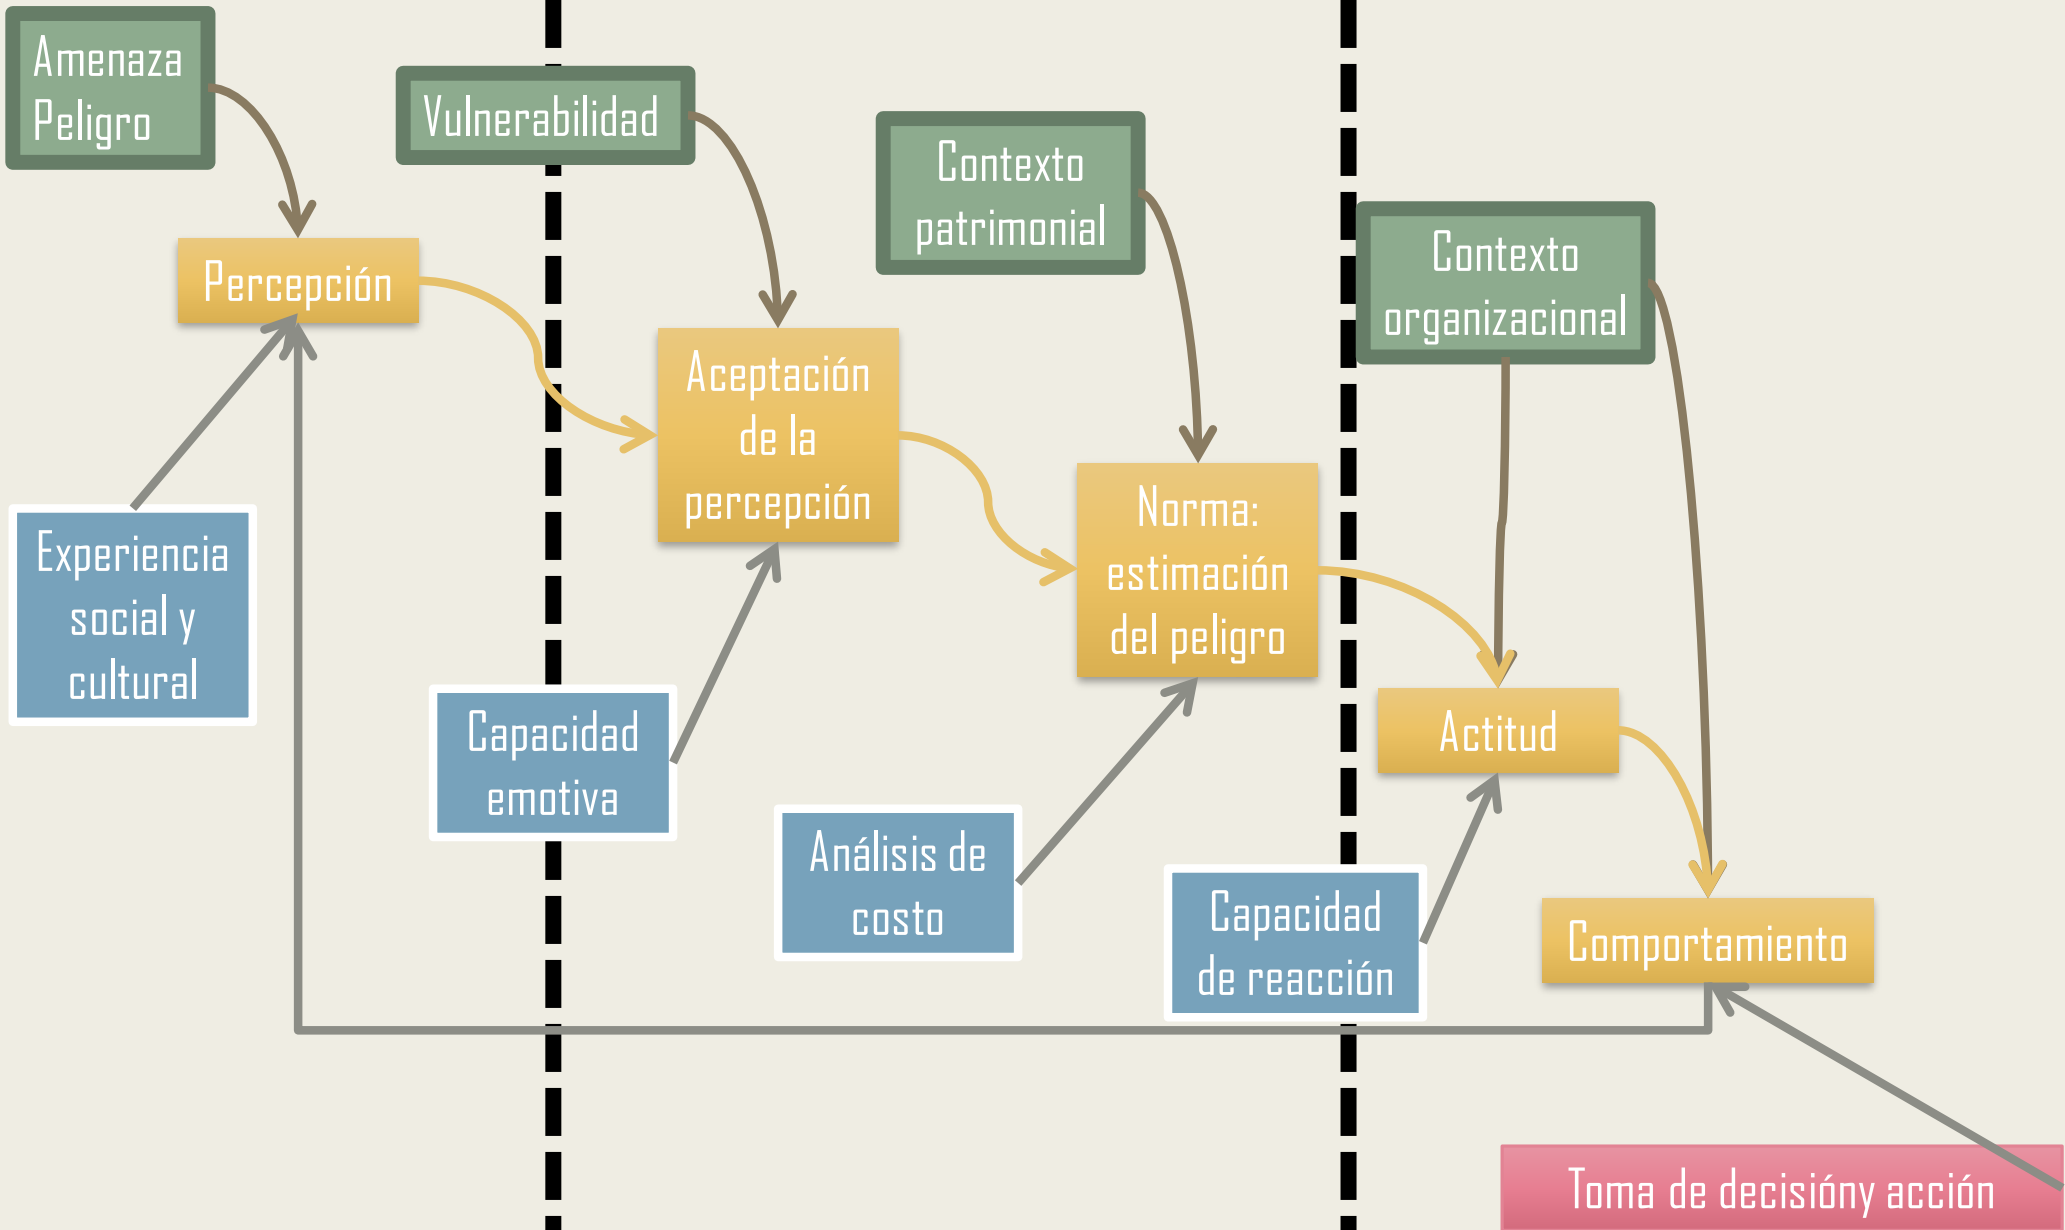 Amenaza
Peligro
Vulnerabilidad
Contexto
patrimonial
Contexto
organizacional
Percepción
Aceptación
de la
percepción
Norma:
estimación
del peligro
Actitud
Comportamiento
Experiencia
social y
cultural
Capacidad
emotiva
Análisis de
costo
Capacidad
de reacción
Toma de decisióny acción